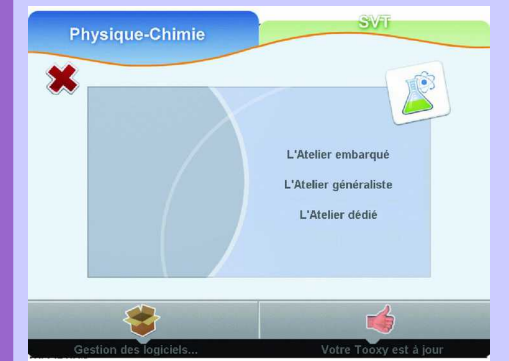 Physique-Chimie
SVT
L'Atelier embarqué
L'Atelier généraliste
L'Atelier dédié
Gestion des logiciels...
Votre Tooxy est à jour